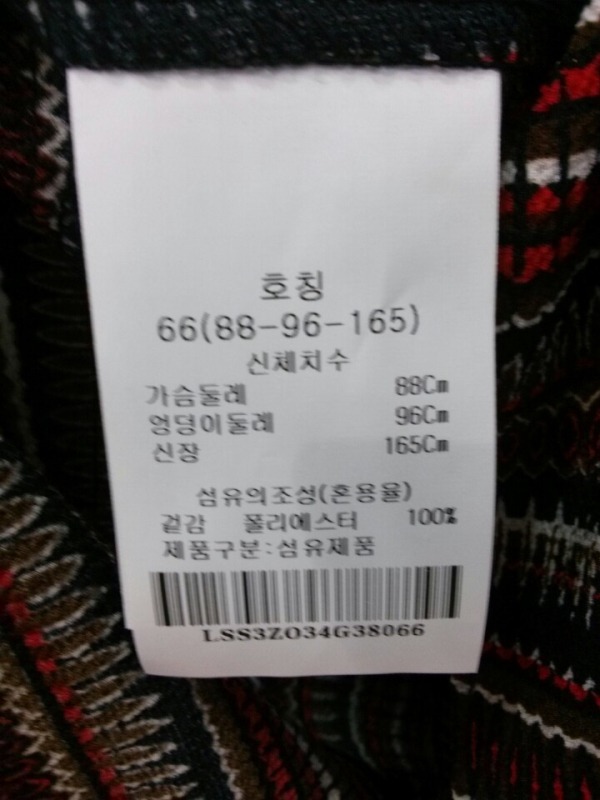 호칭
66(88-96-165)
신체치수
가슴둘레 88Cm
엉덩이둘레 96Cm
신장 165Cm
섬유의조성(혼용율)
겉감 폴리에스터 100%
제품구분:섬유제품
LSS3ZO34G38066